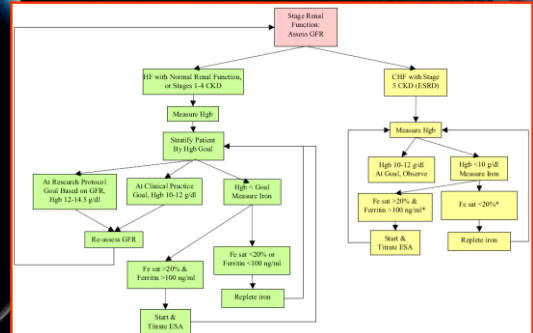 Stage Renal
Function:
Assess GFR
HF with Normal Renal Function,
or Stages 1-4 CKD
CHF with Stage
5 CKD (ESRD)
Measure Hgb
Measure Hgb
Stratify Patient
By Hgb Goal
Hgb 10-12 g/dl
At Goal, Observe
Hgb <10 g/dl
Measure Iron
At Research Protocol
Goal Based on GFR,
Hgb 12-14.5 g/dl
At Clinical Practice
Goal, Hgb 10-12 g/dl
Hgb < Goal
Measure Iron
Fe sat >20% &
Ferritin >100 ng/ml*
Fe sat <20%*
Re-assess GFR
Start &
Titrate ESA
Replete iron
Fe sat >20% &
Ferritin >100 ng/ml
Fe sat <20% or
Ferritin <100 ng/ml
Replete iron
Start &
Titrate ESA